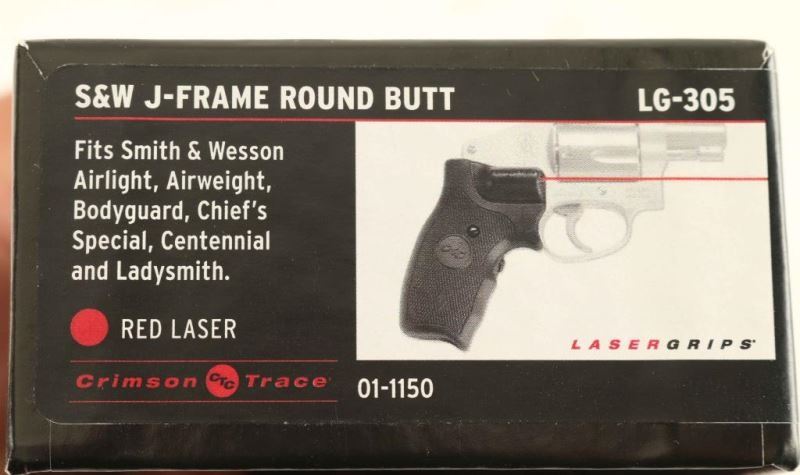 S&W J-FRAME ROUND BUTT LG-305
Fits Smith & Wesson
Airlight, Airweight,
Bodyguard, Chief's
Special, Centennial
and Ladysmith.
RED LASER
LASERGRIPS
Crimson CTC Trace
01-1150